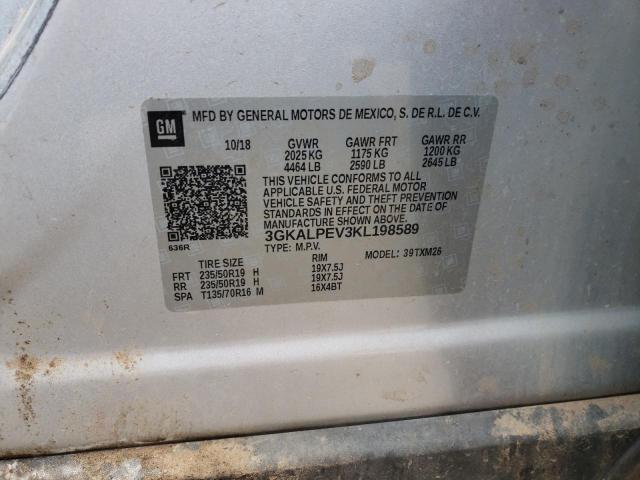 GM
MFD BY GENERAL MOTORS DE MEXICO, S. DE R.L. DE C.V.
10/18 GVWR GAWR FRT GAWR RR
2025 KG 1175 KG 1200 KG
4464 LB 2590 LB 2645 LB
THIS VEHICLE CONFORMS TO ALL
APPLICABLE U.S. FEDERAL MOTOR
VEHICLE SAFETY AND THEFT PREVENTION
STANDARDS IN EFFECT ON THE DATE OF
MANUFACTURE SHOWN ABOVE.
3GKALPEV3KL198589
636R TYPE: M.P.V. MODEL: 39TXM26
TIRE SIZE RIM
FRT 235/50R19 H 19X7.5J
RR 235/50R19 H 19X7.5J
SPA T135/70R16 M 16X4BT